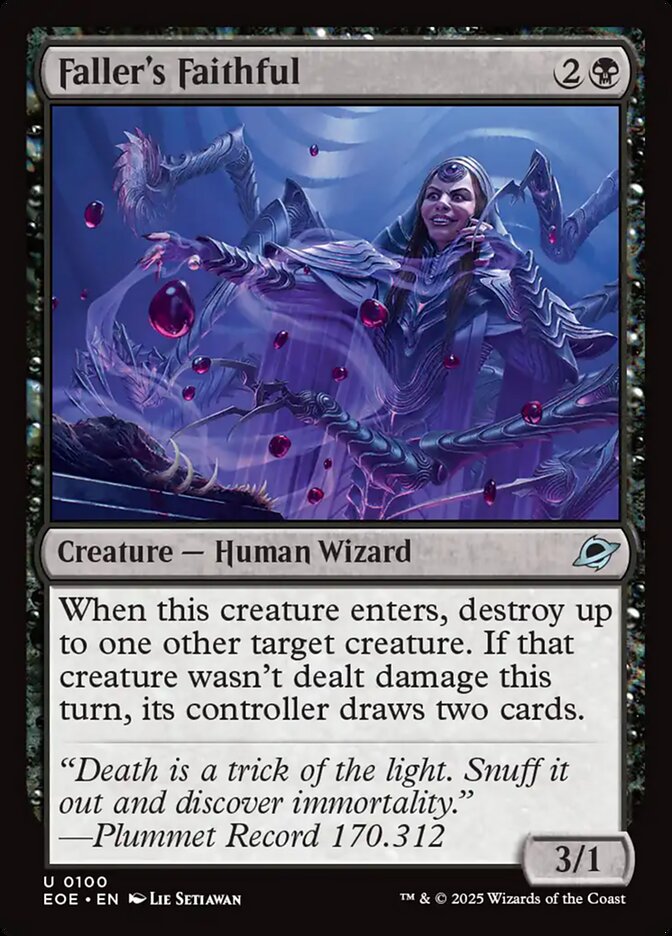 Faller's Faithful 2
Creature — Human Wizard
When this creature enters, destroy up
to one other target creature. If that
creature wasn't dealt damage this
turn, its controller draws two cards.
“Death is a trick of the light. Snuff it
out and discover immortality.”
—Plummet Record 170.312
3/1
U 0100
EOE • EN Lie Setiawan
™ & © 2025 Wizards of the Coast